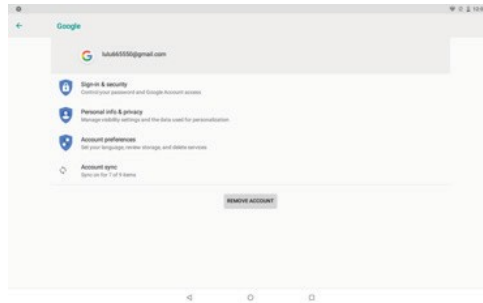 Google
lulu665550@gmail.com
Sign-in & security
Control your password and Google Account access
Personal info & privacy
Manage visibility settings and the data used for personalization
Account preferences
Set your language, review storage, and delete services
Account sync
Sync on for 1 of 9 items
REMOVE ACCOUNT